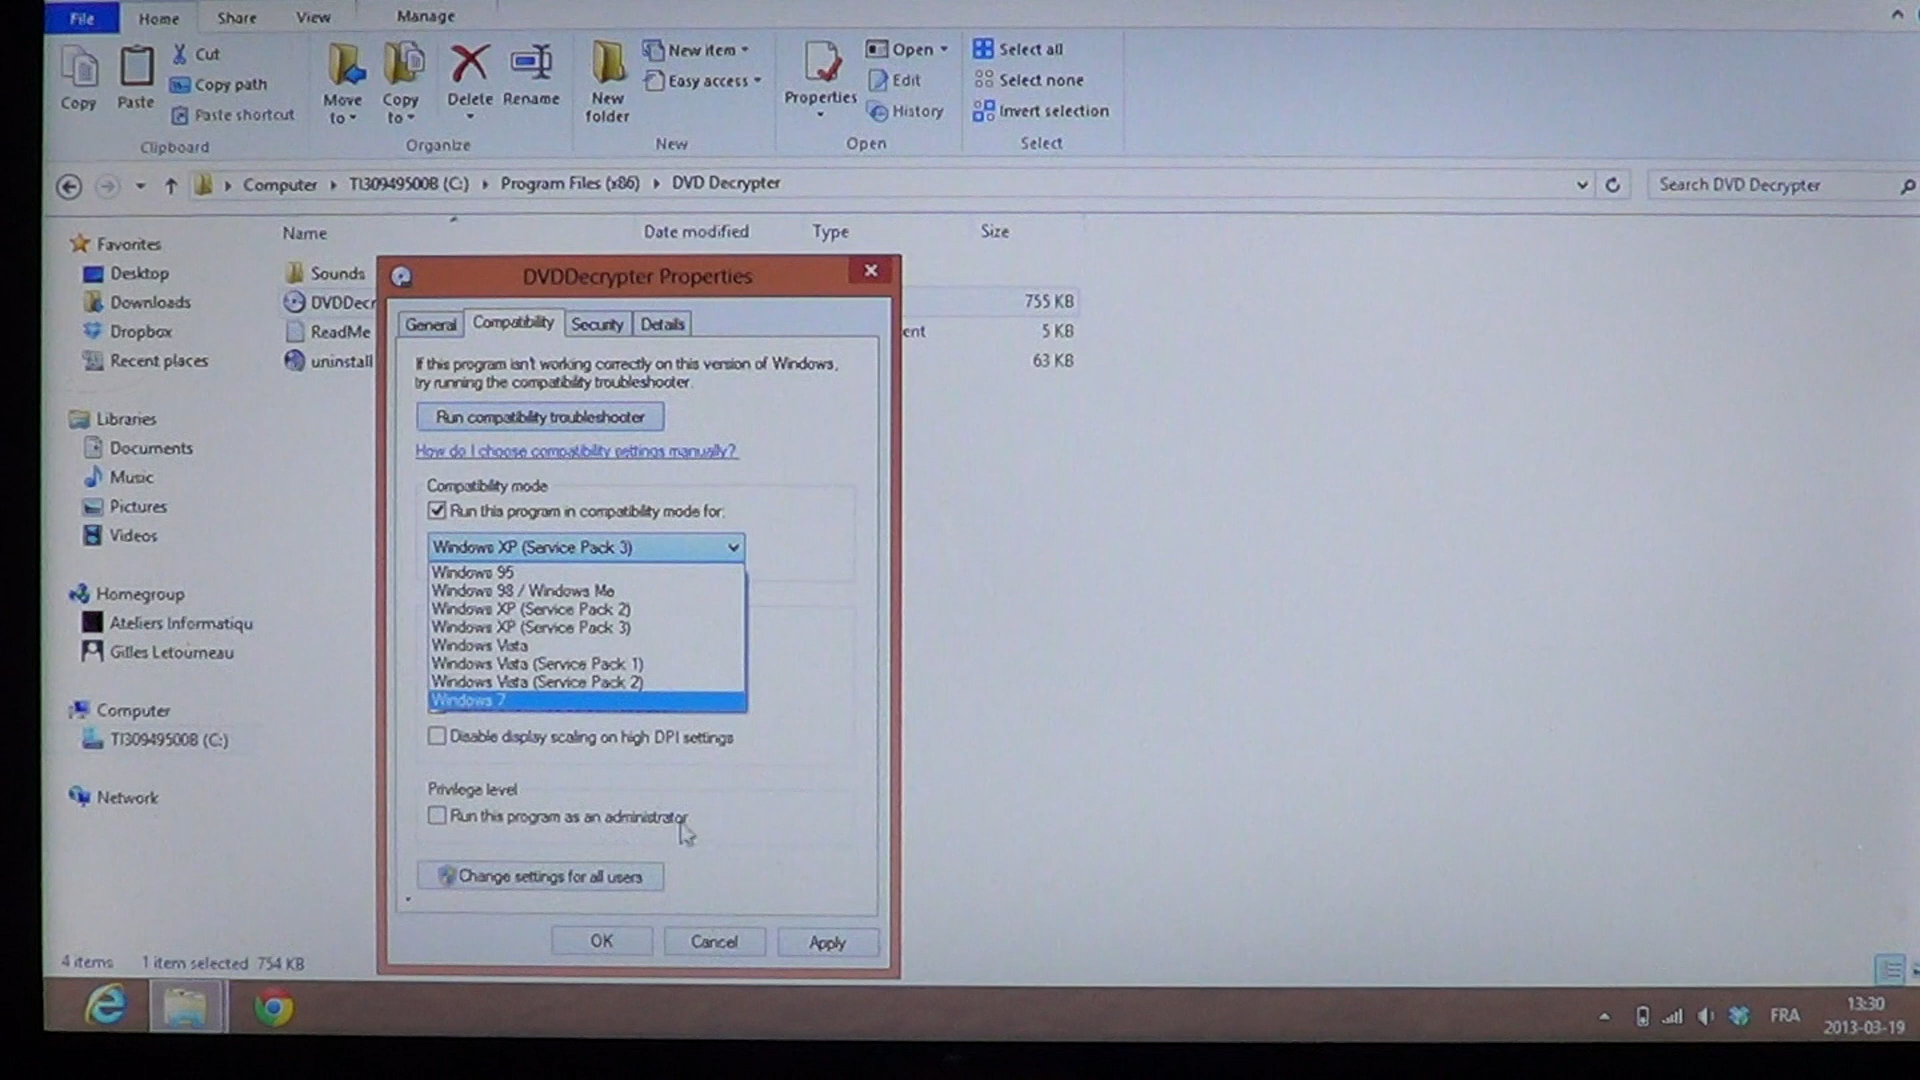 File Home Share View Manage
Cut
Copy path
Paste shortcut
Copy Paste
Clipboard
Move to Copy to Delete Rename
Organize
New folder
New item
Easy access
New
Properties
Open
Edit
History
Open
Select all
Select none
Invert selection
Select
Computer TI30949500B (C:) Program Files (x86) DVD Decrypter
Search DVD Decrypter
Name Date modified Type Size
Favorites
Desktop
Downloads
Dropbox
Recent places
Libraries
Documents
Music
Pictures
Videos
Homegroup
Ateliers Informatiqu
Gilles Letourneau
Computer
TI30949500B (C:)
Network
Sounds
DVDDecr 755 KB
ReadMe ent 5 KB
uninstall 63 KB
DVDDecrypter Properties
General Compatibility Security Details
If this program isn't working correctly on this version of Windows,
try running the compatibility troubleshooter.
Run compatibility troubleshooter
How do I choose compatibility settings manually?
Compatibility mode
Run this program in compatibility mode for:
Windows XP (Service Pack 3)
Windows 95
Windows 98 / Windows Me
Windows XP (Service Pack 2)
Windows XP (Service Pack 3)
Windows Vista
Windows Vista (Service Pack 1)
Windows Vista (Service Pack 2)
Windows 7
Disable display scaling on high DPI settings
Privilege level
Run this program as an administrator
Change settings for all users
OK Cancel Apply
4 items 1 item selected 754 KB
FRA
13:30
2013-03-19